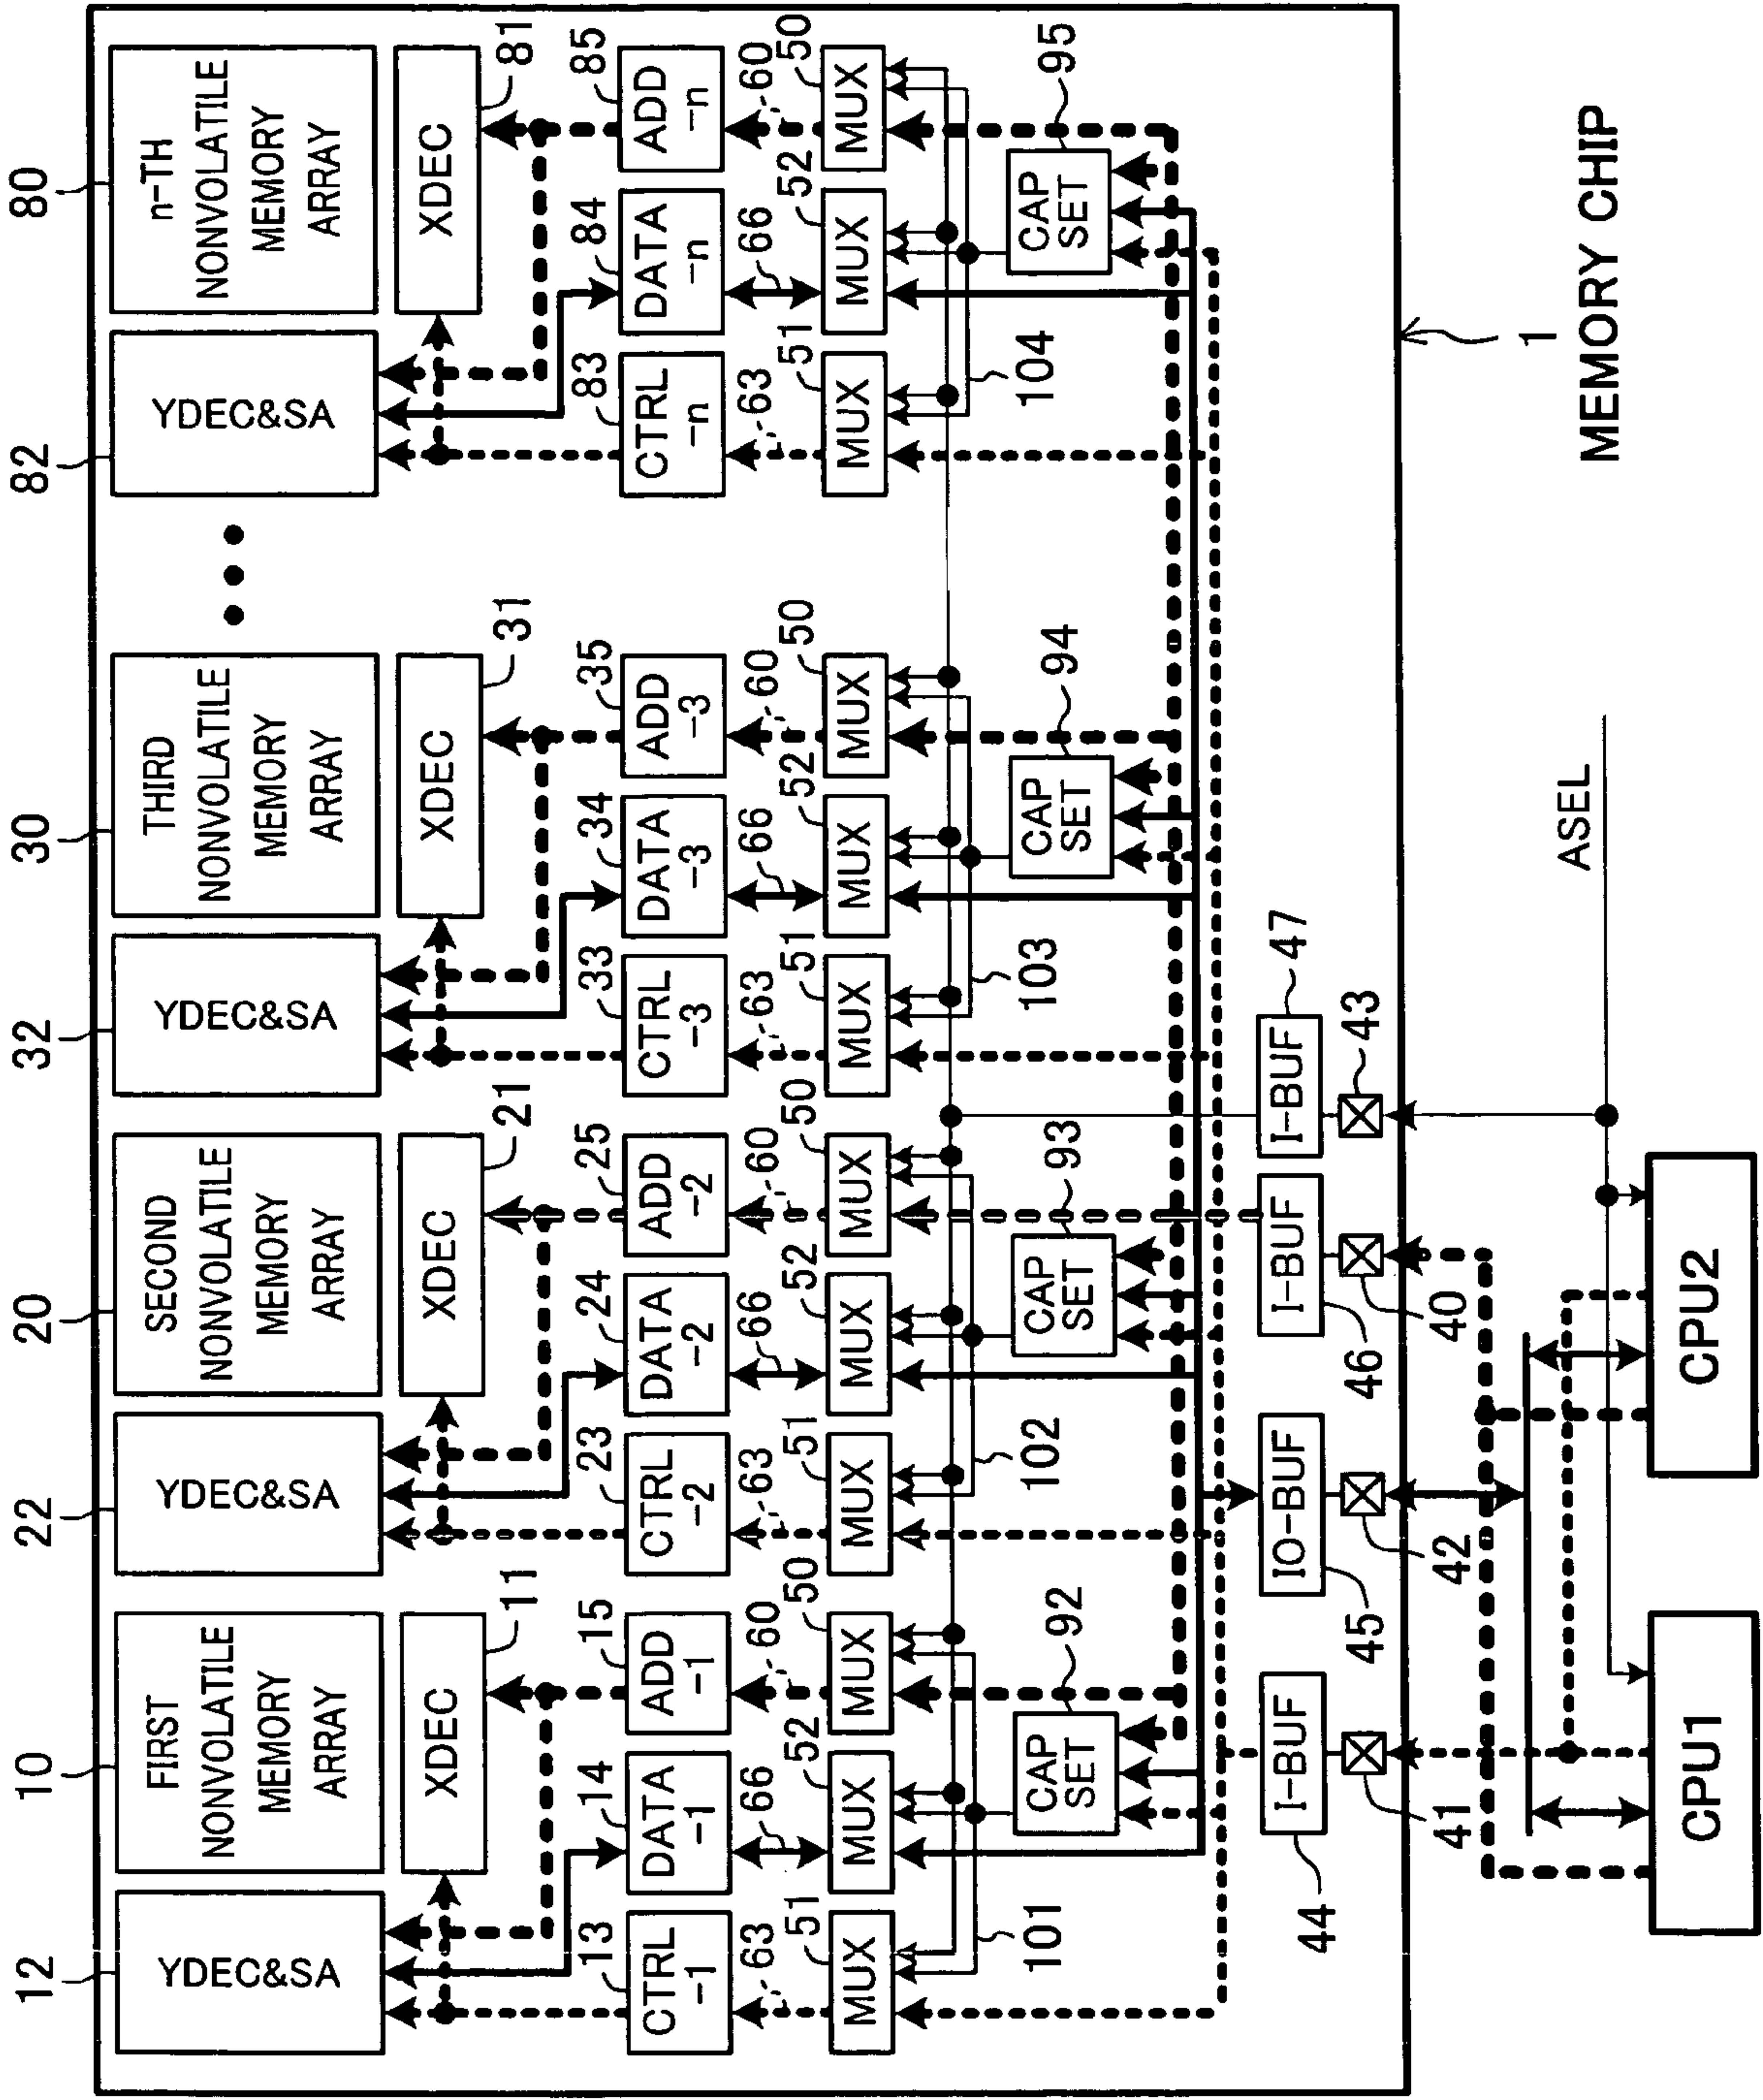 12 10 22 20 32 30 82 80
YDEC&SA
FIRST
NONVOLATILE
MEMORY
ARRAY
YDEC&SA
SECOND
NONVOLATILE
MEMORY
ARRAY
YDEC&SA
THIRD
NONVOLATILE
MEMORY
ARRAY
• • •
YDEC&SA
n-TH
NONVOLATILE
MEMORY
ARRAY
XDEC 11 XDEC 21 XDEC 31 XDEC 81
13 14 15 23 24 25 33 34 35 83 84 85
CTRL
-1
DATA
-1
ADD
-1
CTRL
-2
DATA
-2
ADD
-2
CTRL
-3
DATA
-3
ADD
-3
CTRL
-n
DATA
-n
ADD
-n
63 66 60 63 66 60 63 66 60 63 66 60
51 52 50 51 52 50 51 52 50 51 52 50
MUX MUX MUX MUX MUX MUX MUX MUX MUX MUX MUX MUX
101 92 102 93 103 94 104 95
CAP
SET
CAP
SET
CAP
SET
CAP
SET
44 I-BUF 45 IO-BUF 46 I-BUF I-BUF 47
41 42 40 43
1
ASEL
MEMORY CHIP
CPU1 CPU2